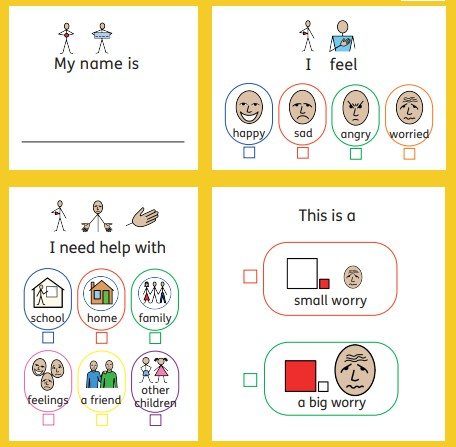 My name is
I feel
happy sad angry worried
I need help with
school home family
feelings a friend other
children
This is a
small worry
a big worry